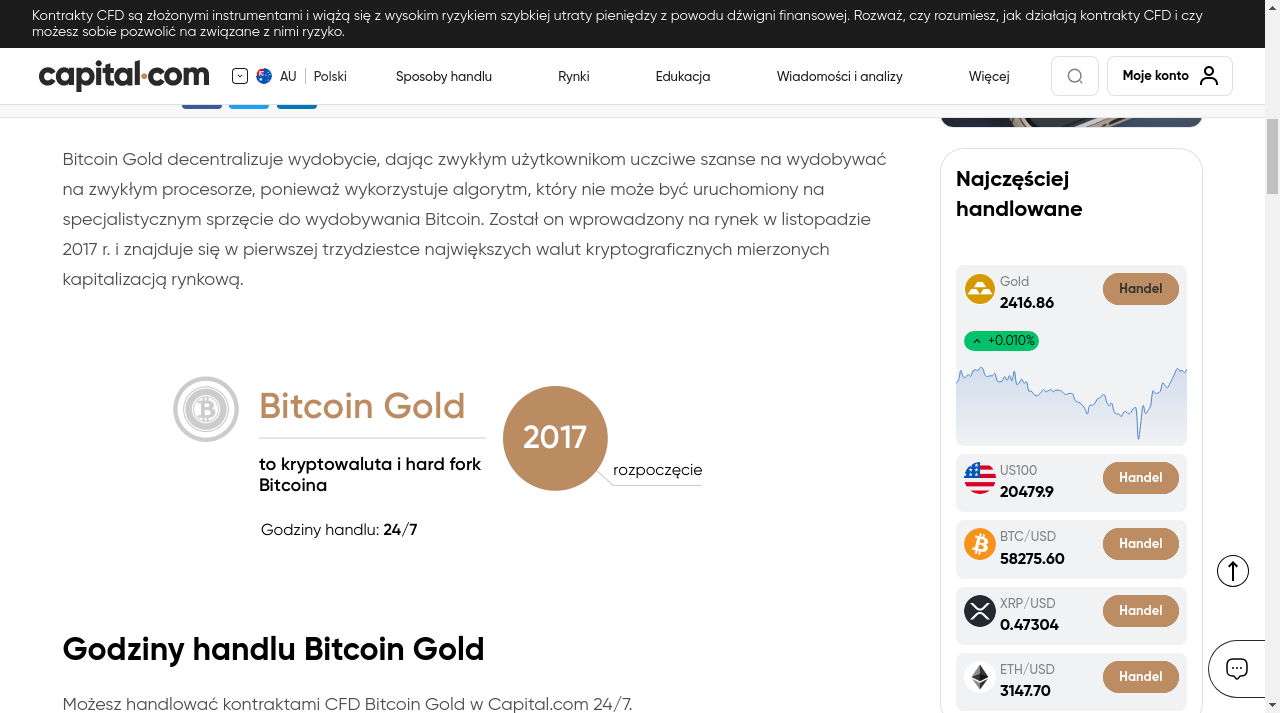 Kontrakty CFD są złożonymi instrumentami i wiążą się z wysokim ryzykiem szybkiej utraty pieniędzy z powodu dźwigni finansowej. Rozważ, czy rozumiesz, jak działają kontrakty CFD i czy
możesz sobie pozwolić na związane z nimi ryzyko.
capital.com
AU
Polski
Sposoby handlu
Rynki
Edukacja
Wiadomości i analizy
Więcej
Moje konto
Bitcoin Gold decentralizuje wydobycie, dając zwykłym użytkownikom uczciwe szanse na wydobywać
na zwykłym procesorze, ponieważ wykorzystuje algorytm, który nie może być uruchomiony na
specjalistycznym sprzęcie do wydobywania Bitcoin. Został on wprowadzony na rynek w listopadzie
2017 r. i znajduje się w pierwszej trzydziestce największych walut kryptograficznych mierzonych
kapitalizacją rynkową.
Bitcoin Gold
to kryptowaluta i hard fork
Bitcoina
Godziny handlu: 24/7
2017
rozpoczęcie
Godziny handlu Bitcoin Gold
Możesz handlować kontraktami CFD Bitcoin Gold w Capital.com 24/7.
Najczęściej
handlowane
Gold
2416.86
Handel
+0.010%
US100
20479.9
Handel
BTC/USD
58275.60
Handel
XRP/USD
0.47304
Handel
ETH/USD
3147.70
Handel